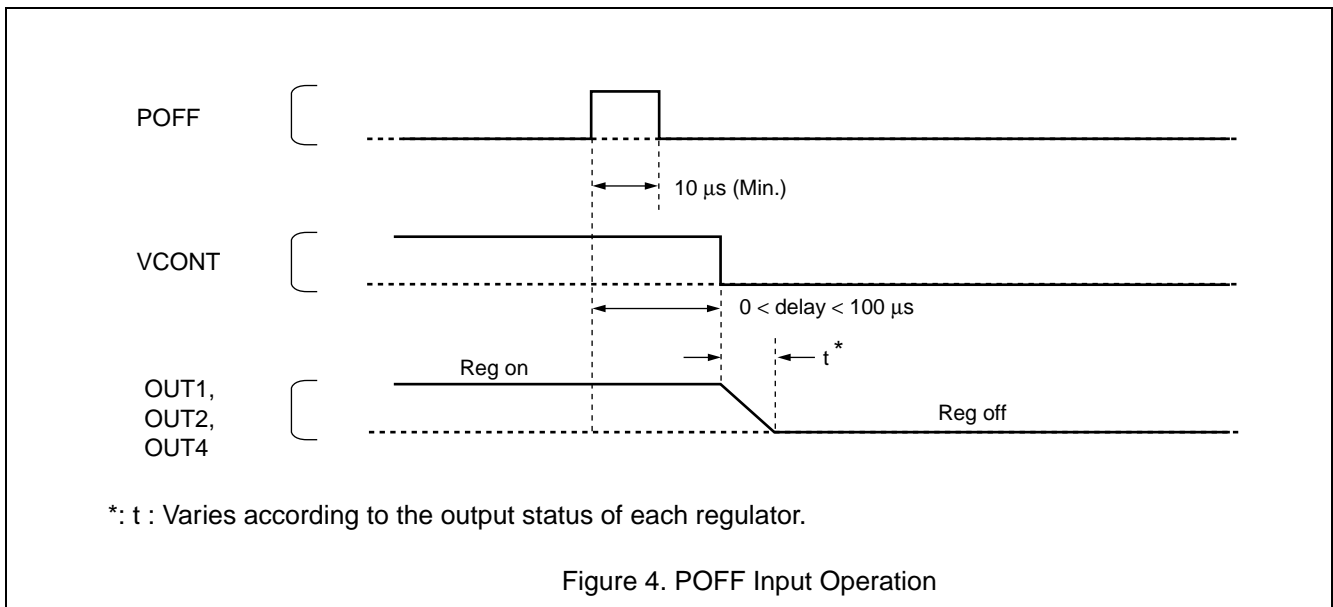 POFF
10 µs (Min.)
VCONT
0 < delay < 100 µs
t *
Reg on
OUT1,
OUT2,
OUT4
Reg off
*: t : Varies according to the output status of each regulator.
Figure 4. POFF Input Operation